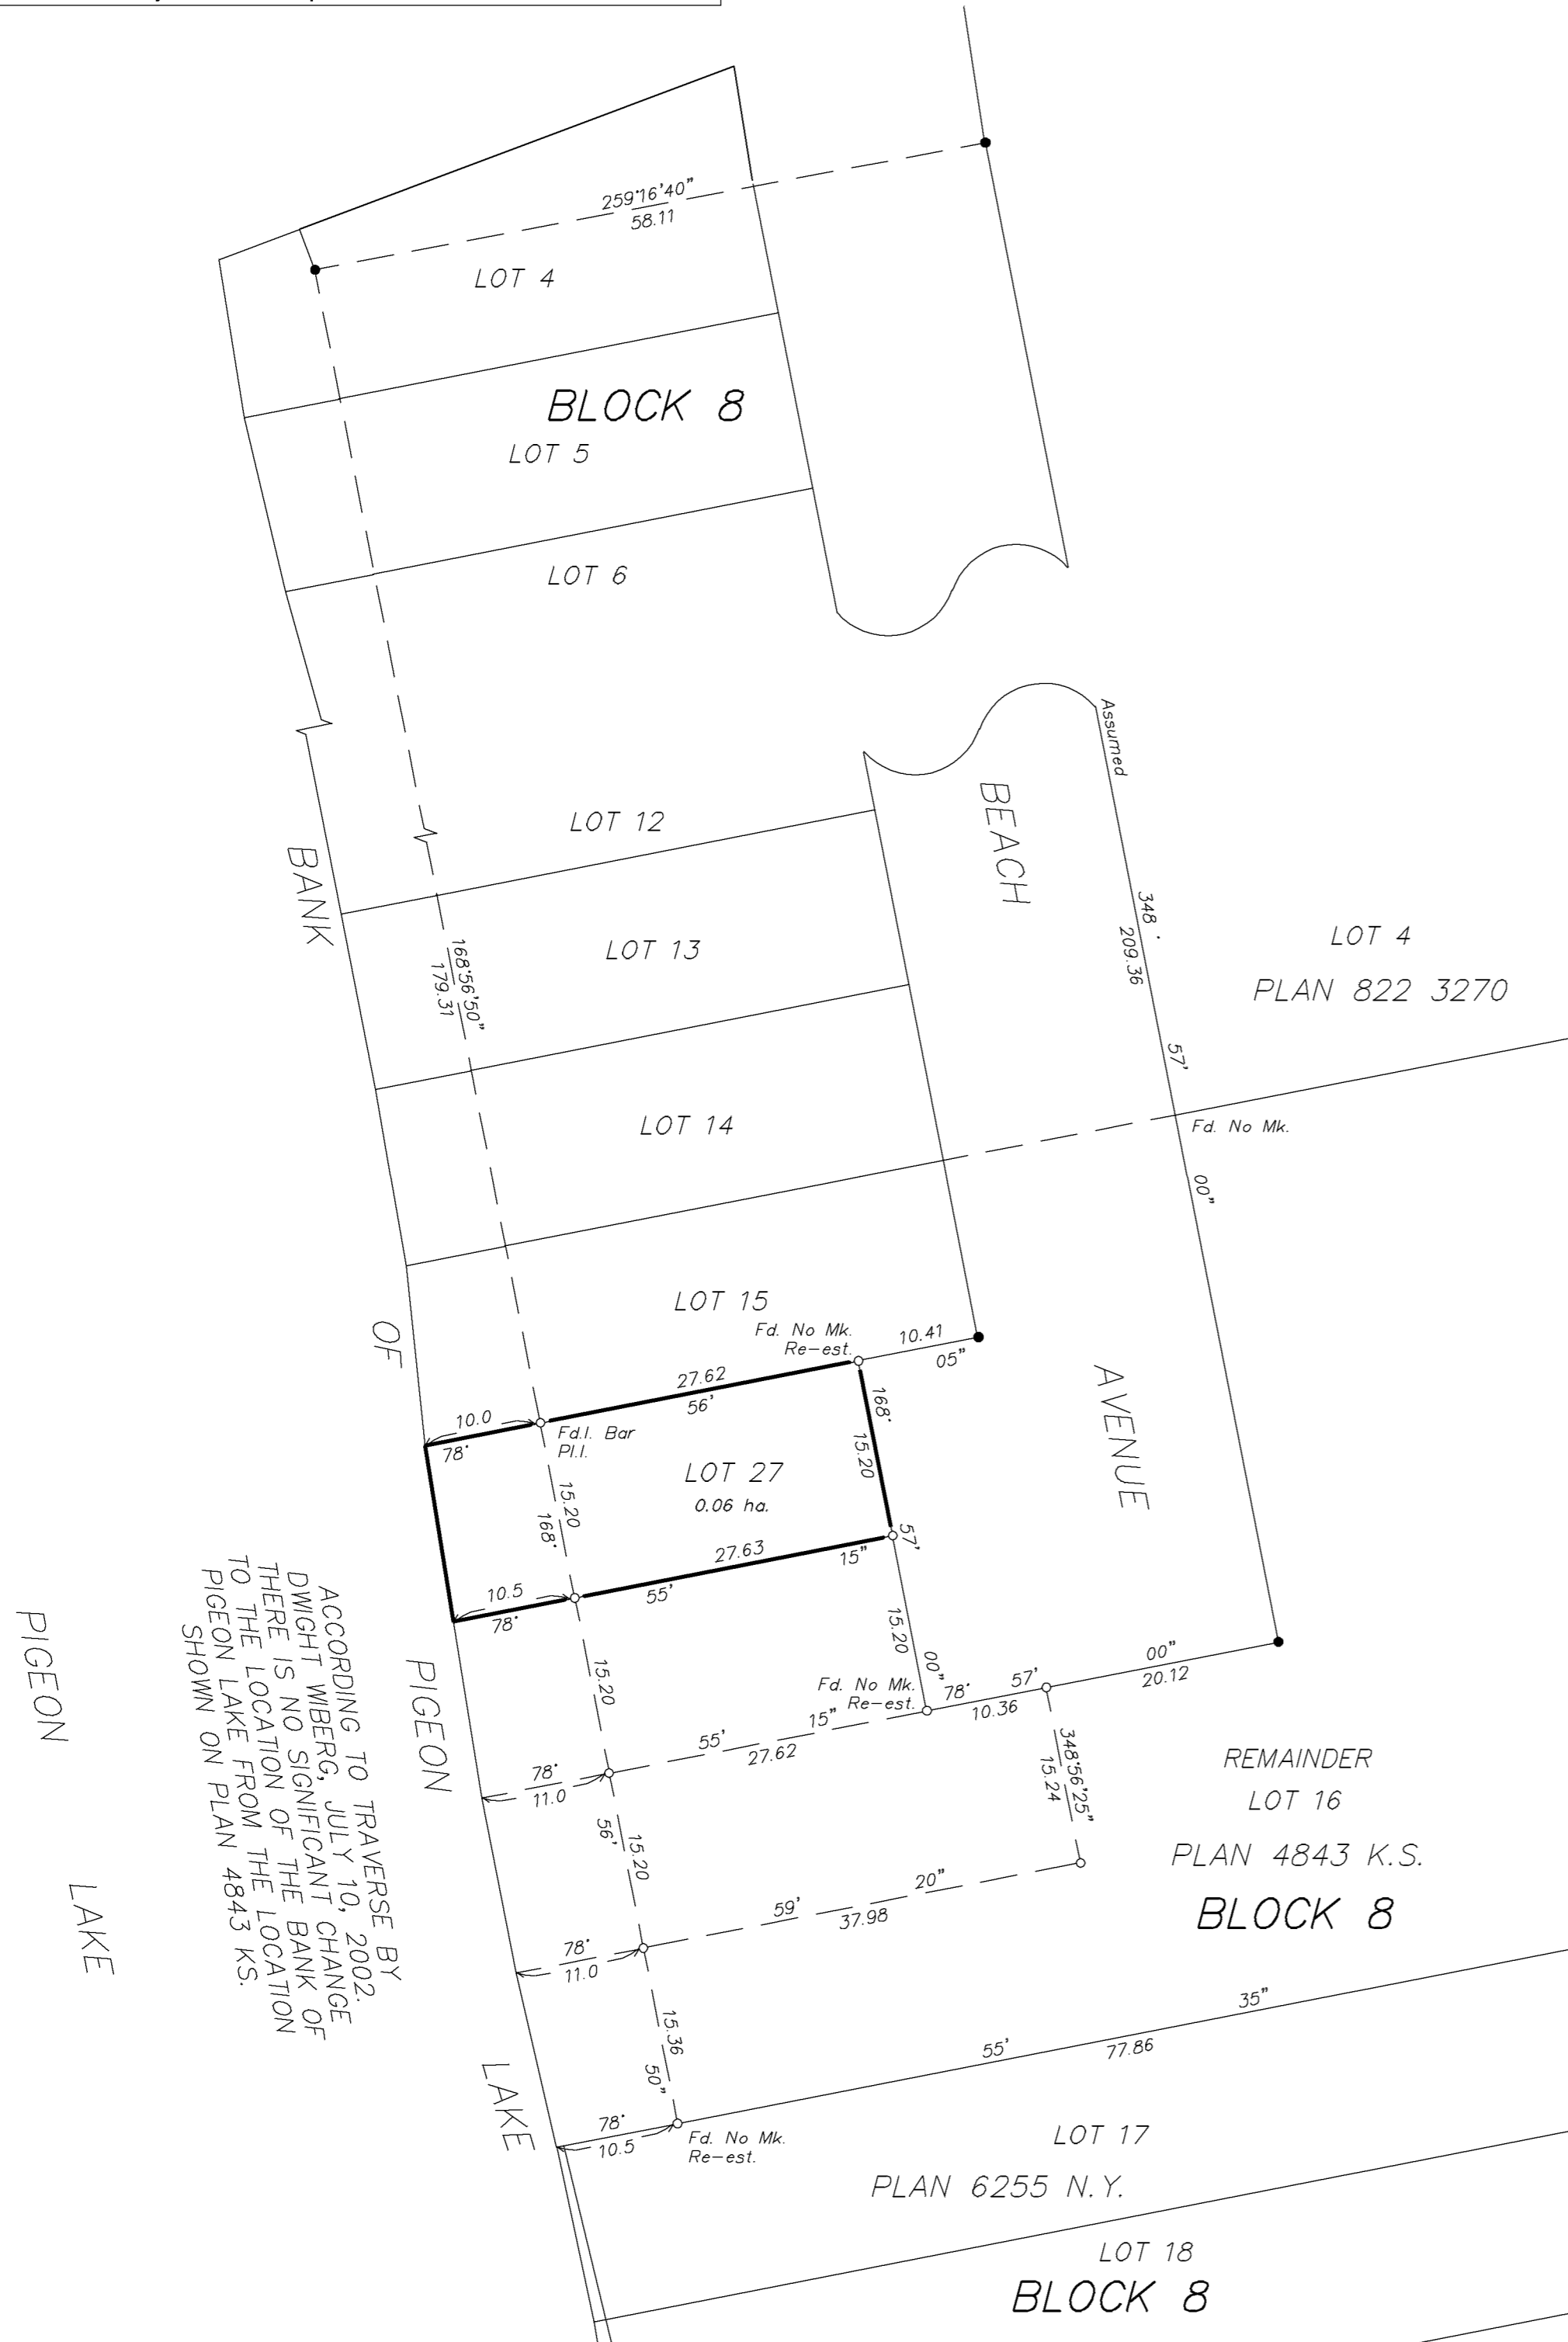 259°16'40"
58.11
LOT 4
BLOCK 8
LOT 5
LOT 6
Assumed
LOT 12
BEACH
BANK
348°
209.36
LOT 4
PLAN 822 3270
LOT 13
168°56'50"
179.31
57'
LOT 14
Fd. No Mk.
00"
LOT 15
OF
Fd. No Mk.
Re-est.
10.41
05"
27.62
56'
168°
AVENUE
10.0
78°
Fd.I. Bar
Pl.I.
15.20
LOT 27
0.06 ha.
15.20
168°
57'
27.63
15"
55'
10.5
78°
15.20
00"
Fd. No Mk.
Re-est.
78°
57'
10.36
00"
20.12
15.20
PIGEON
15"
55'
27.62
78°
11.0
348°56'25"
15.24
REMAINDER
LOT 16
PLAN 4843 K.S.
BLOCK 8
56'
15.20
20"
59'
37.98
78°
11.0
ACCORDING TO TRAVERSE BY
DWIGHT WIBERG, JULY 10, 2002.
THERE IS NO SIGNIFICANT CHANGE
TO THE LOCATION OF THE BANK OF
PIGEON LAKE FROM THE LOCATION
SHOWN ON PLAN 4843 KS.
PIGEON
LAKE
15.36
50"
35"
55'
77.86
LAKE
78°
10.5
Fd. No Mk.
Re-est.
LOT 17
PLAN 6255 N.Y.
LOT 18
BLOCK 8